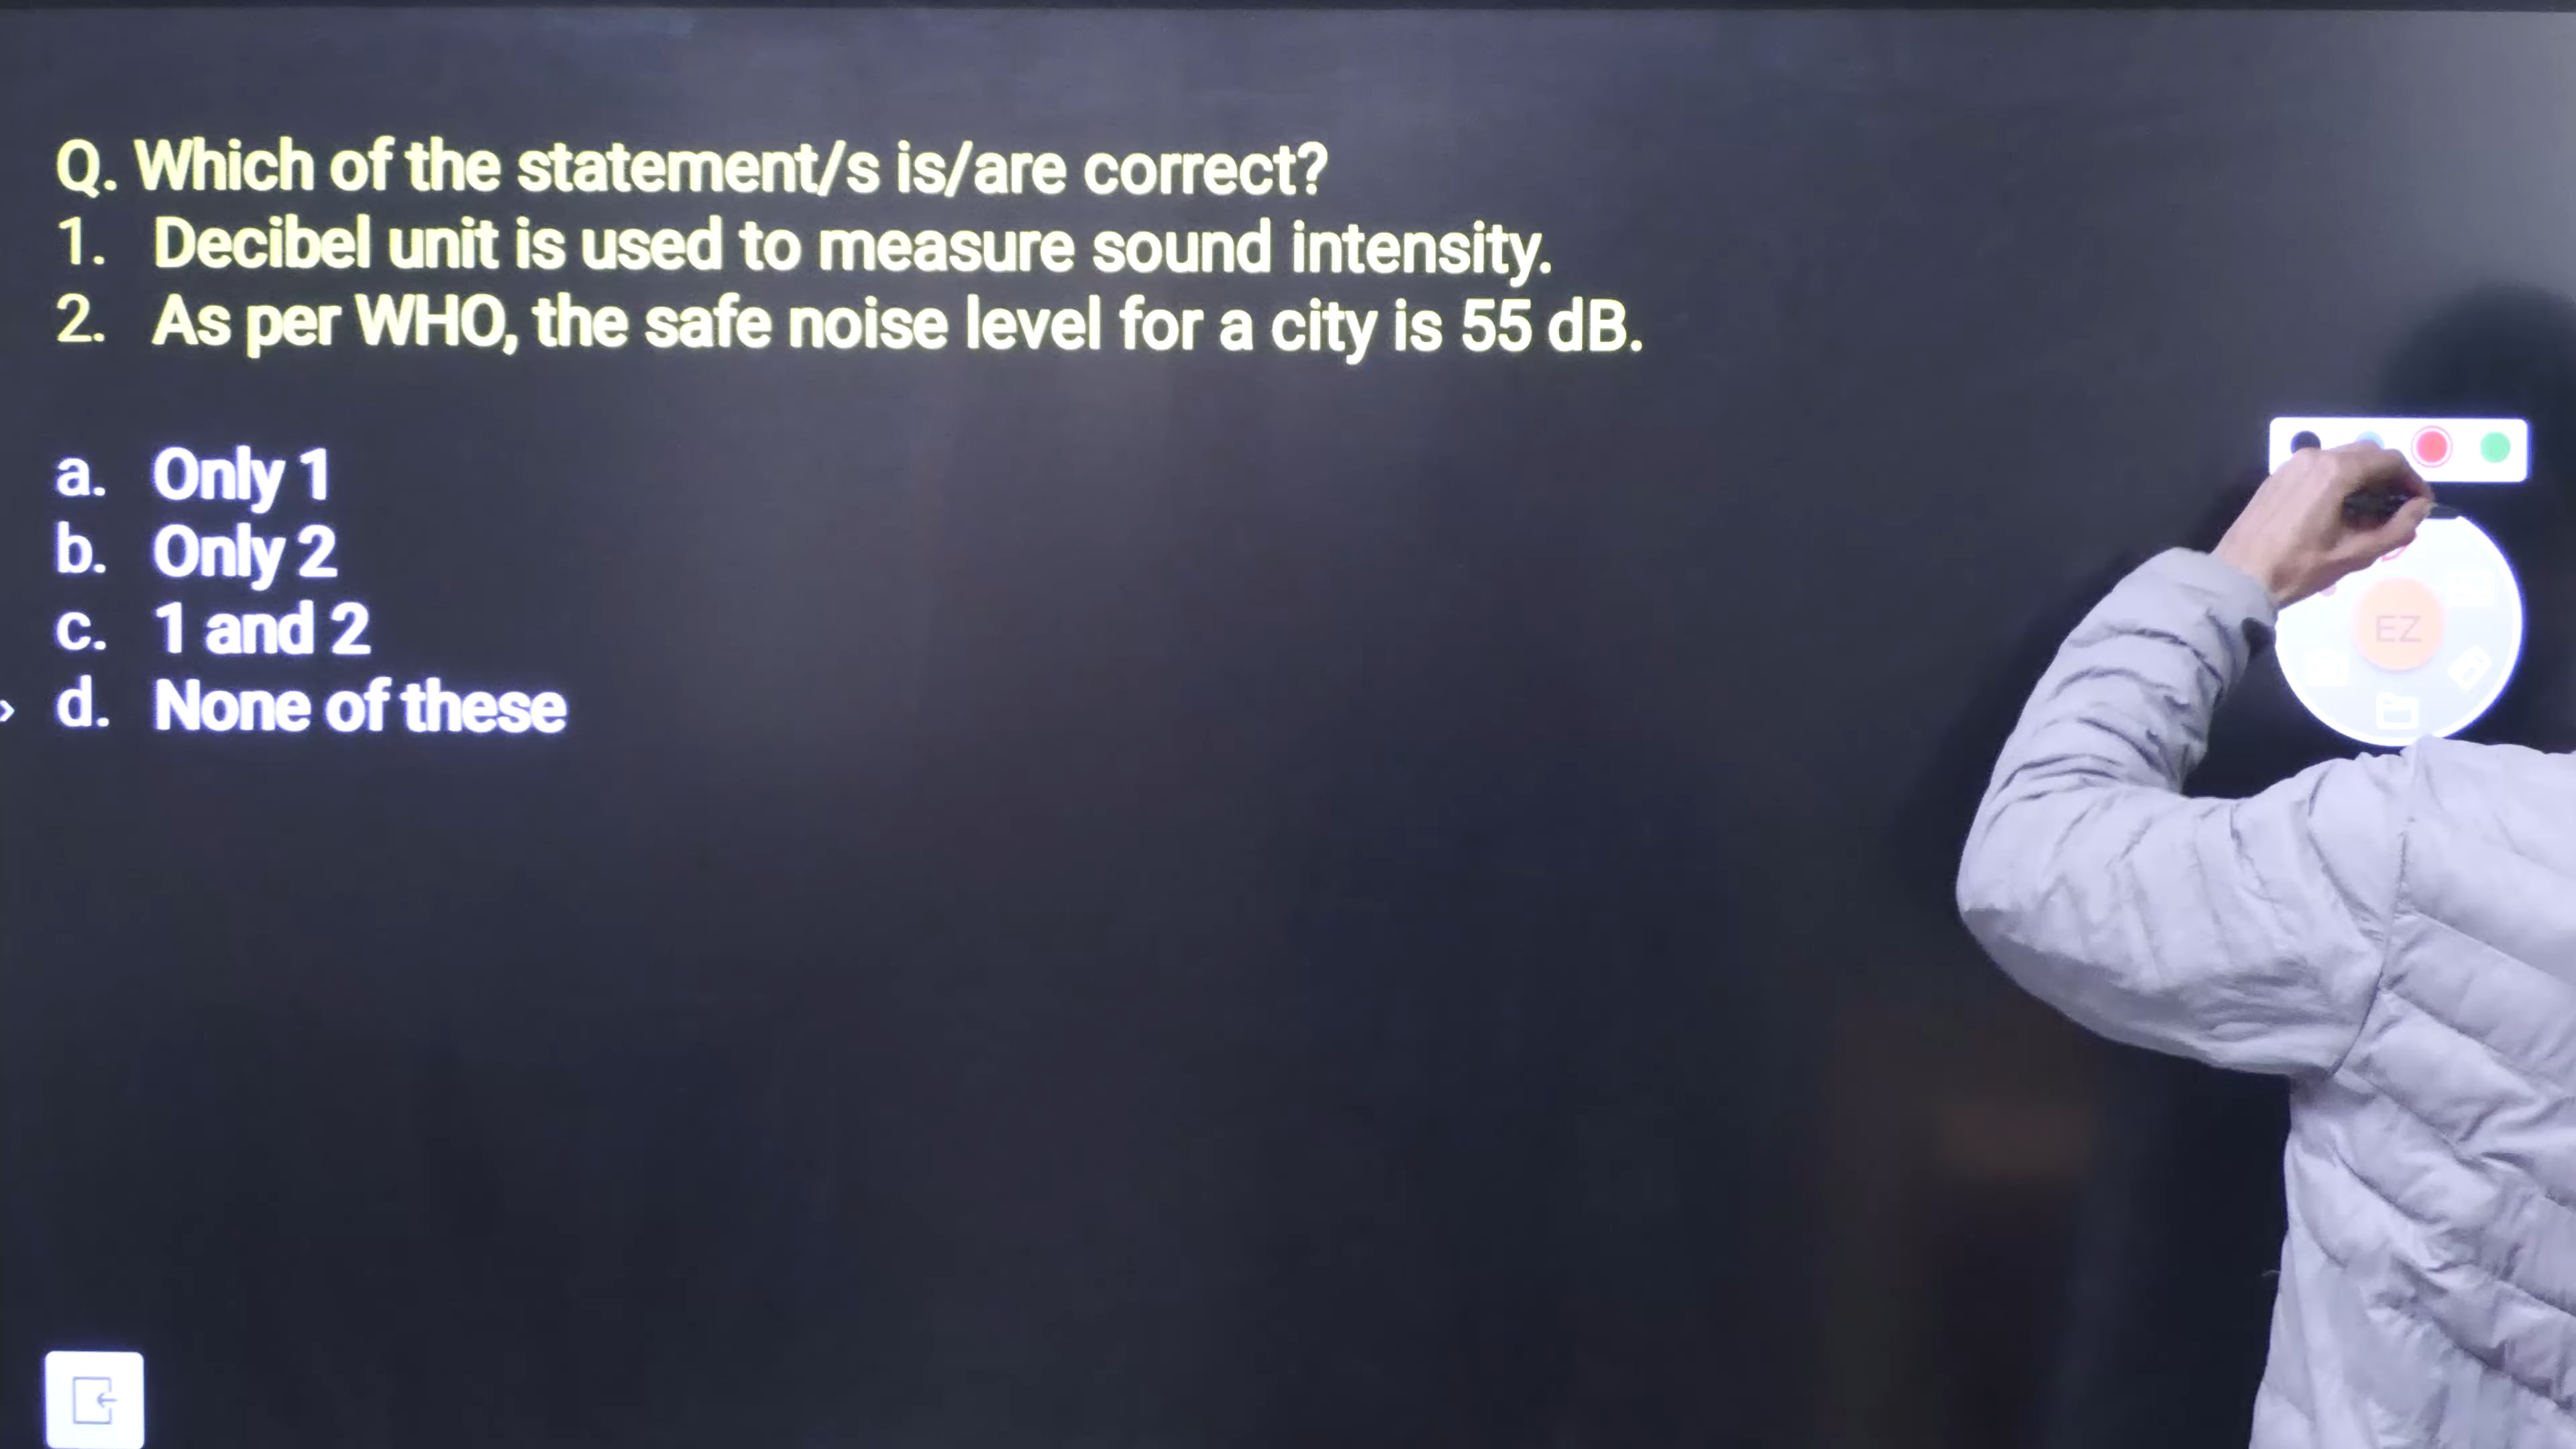 Q. Which of the statement/s is/are correct?
1. Decibel unit is used to measure sound intensity.
2. As per WHO, the safe noise level for a city is 55 dB.
a. Only 1
b. Only 2
c. 1 and 2
d. None of these
EZ